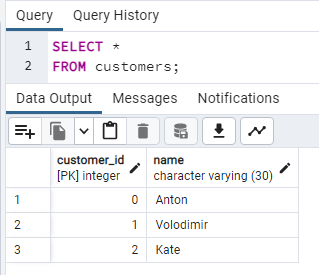 Query Query History
1 SELECT *
2 FROM customers;
Data Output Messages Notifications
customer_id name
[PK] integer character varying (30)
1 0 Anton
2 1 Volodimir
3 2 Kate